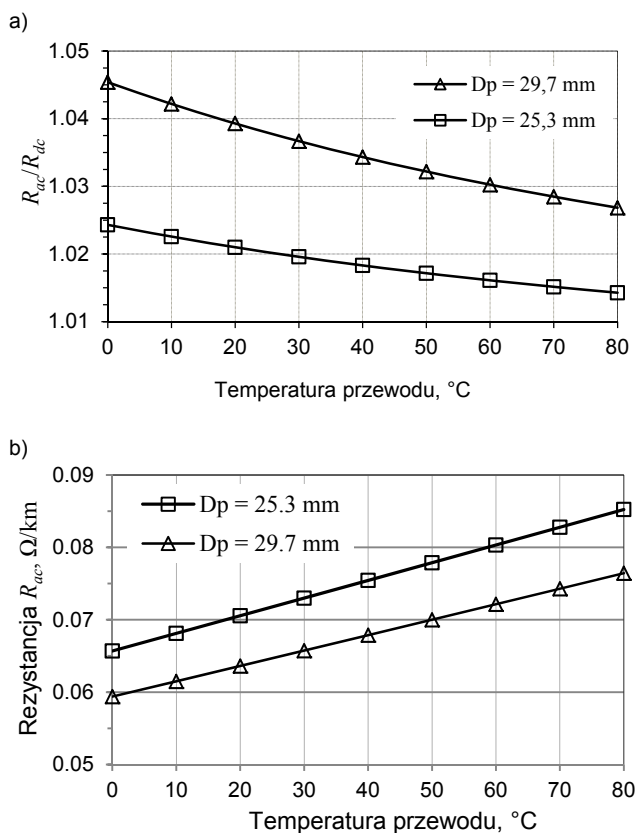 a)
1.05
1.04
1.03
1.02
1.01
R_ac/R_dc
Dp = 29,7 mm
Dp = 25,3 mm
0 10 20 30 40 50 60 70 80
Temperatura przewodu, °C
b)
0.09
0.08
0.07
0.06
0.05
Rezystancja R_ac, Ω/km
Dp = 25.3 mm
Dp = 29.7 mm
0 10 20 30 40 50 60 70 80
Temperatura przewodu, °C